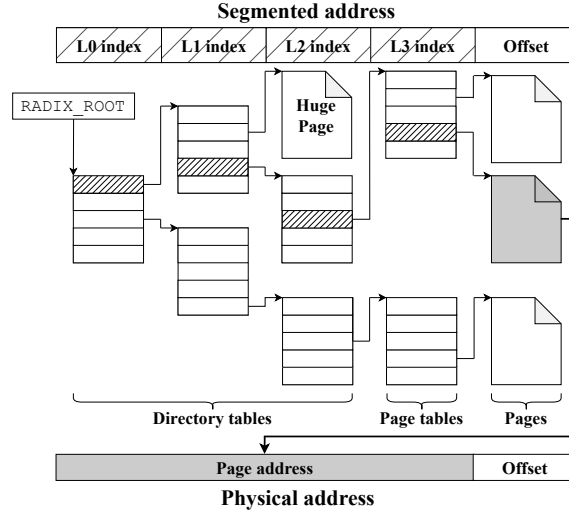 Segmented address
L0 index L1 index L2 index L3 index Offset
RADIX_ROOT
Huge
Page
Directory tables Page tables Pages
Page address Offset
Physical address